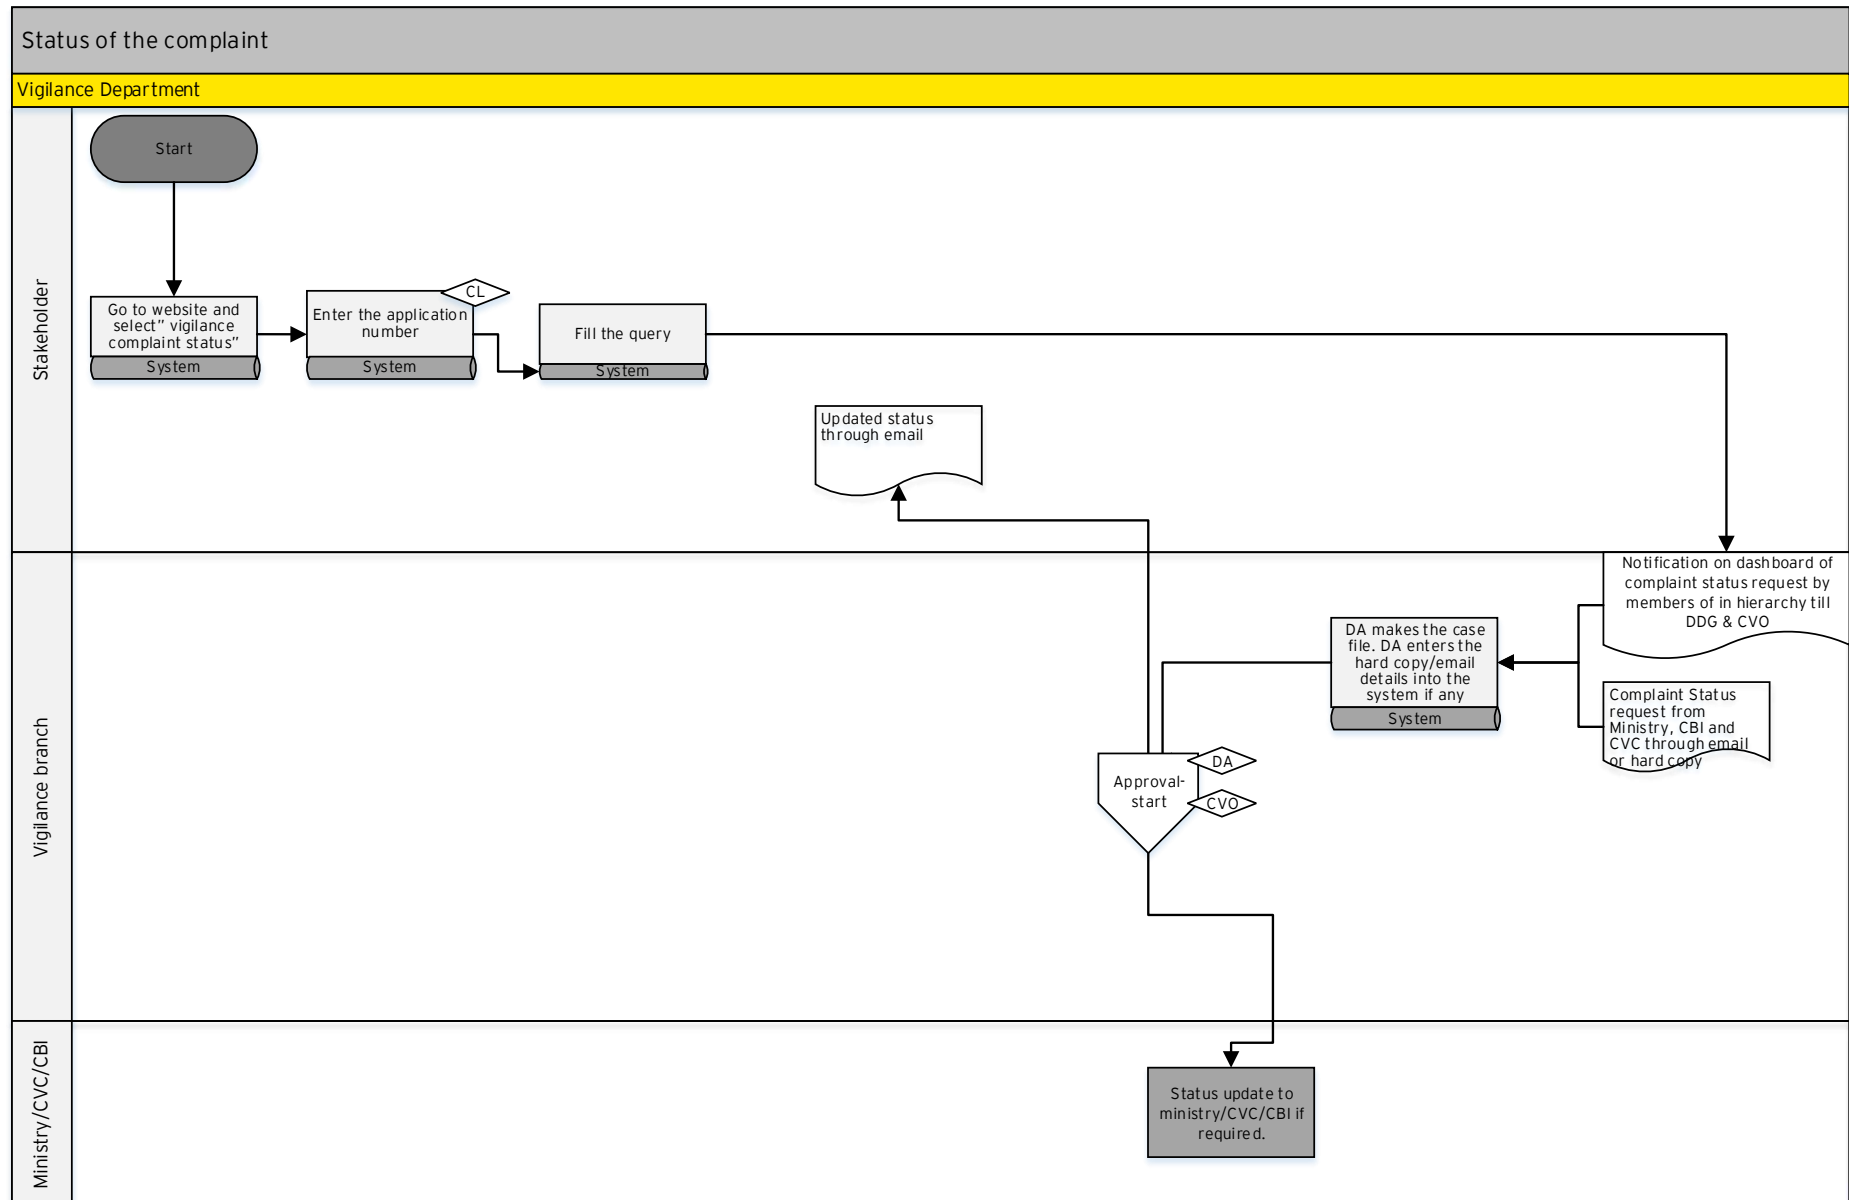 Status of the complaint
Vigilance Department
Stakeholder
Start
Go to website and
select” vigilance
complaint status”
System
CL
Enter the application
number
System
Fill the query
System
Updated status
through email
Vigilance branch
Notification on dashboard of
complaint status request by
members of in hierarchy till
DDG & CVO
DA makes the case
file. DA enters the
hard copy/email
details into the
system if any
System
Complaint Status
request from
Ministry, CBI and
CVC through email
or hard copy
Approval-
start
DA
CVO
Ministry/CVC/CBI
Status update to
ministry/CVC/CBI if
required.